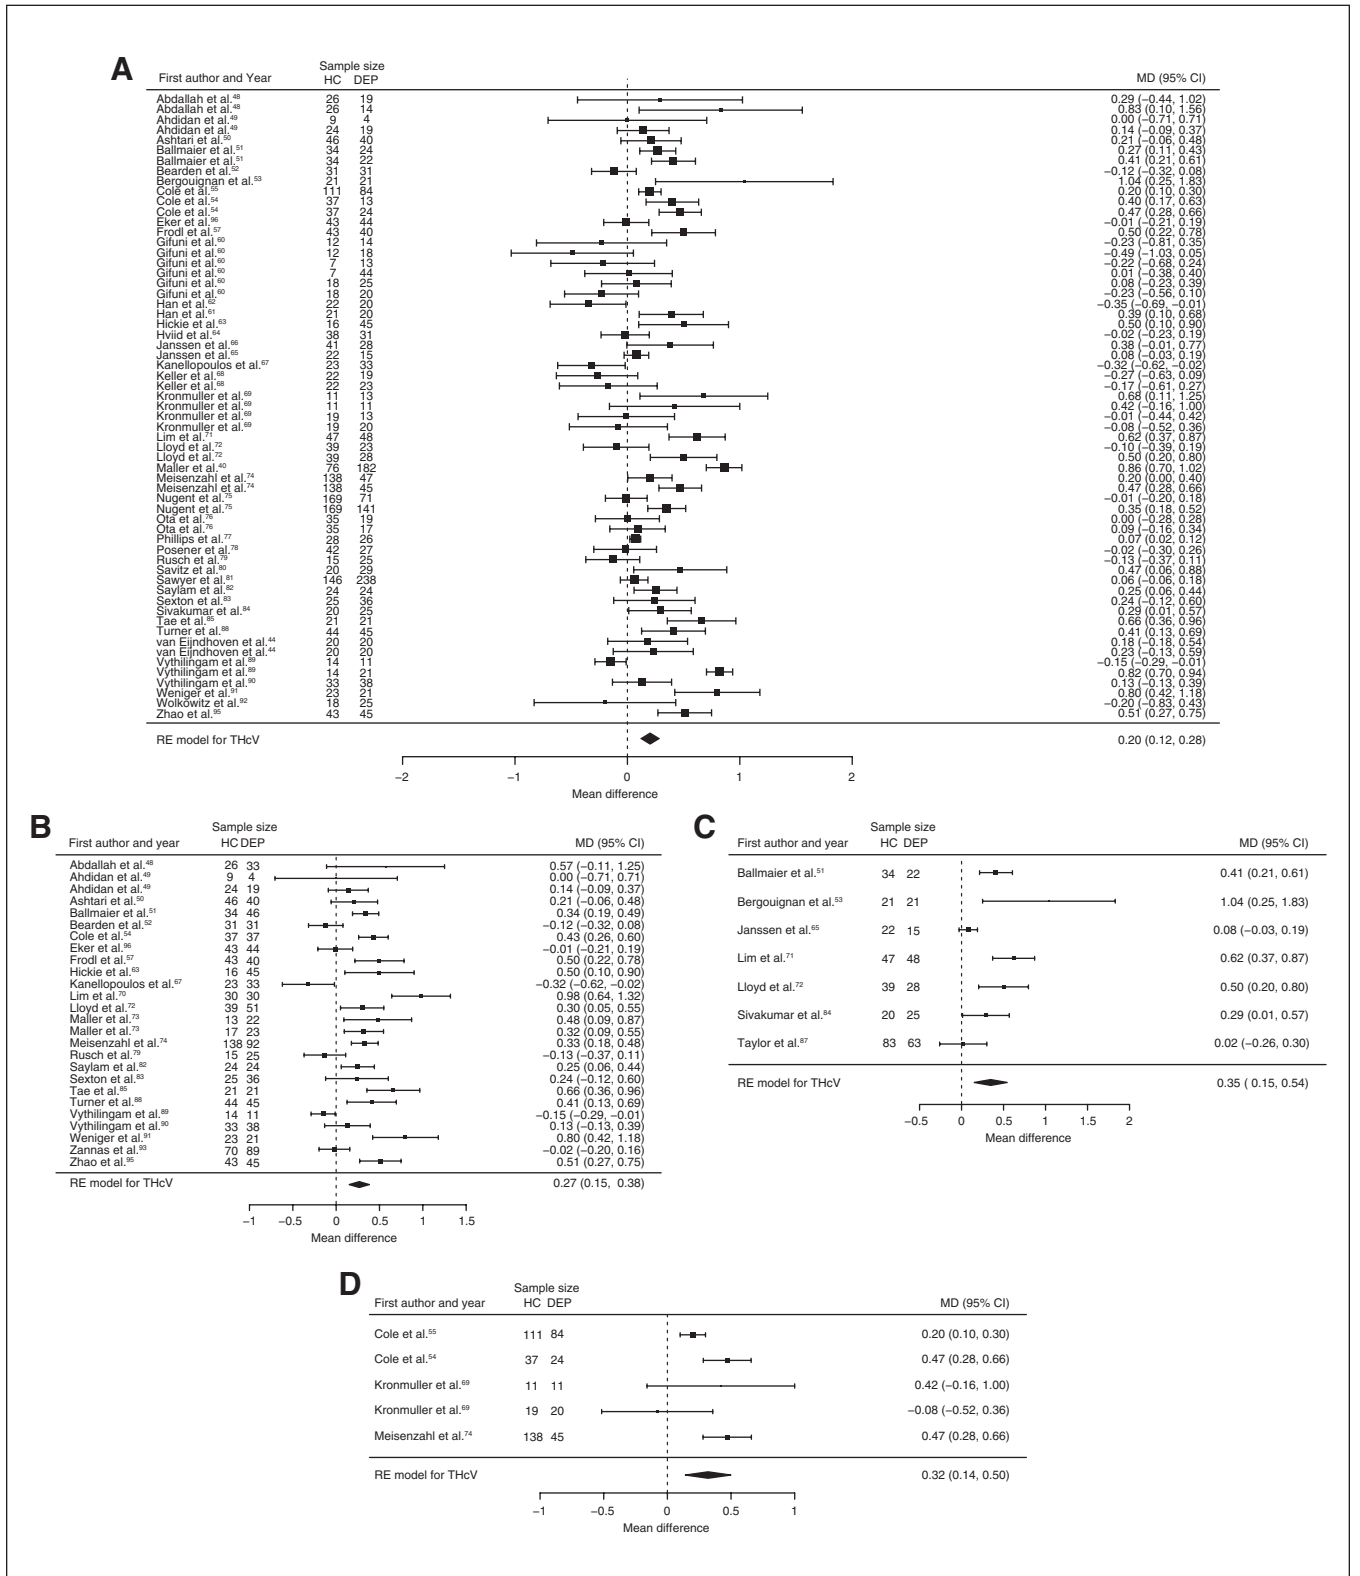 A
Sample size
First author and Year HC DEP MD (95% CI)
Abdallah et al.48 26 19 0.29 (−0.44, 1.02)
Abdallah et al.48 26 14 0.83 (0.10, 1.56)
Ahdidan et al.49 9 4 0.00 (−0.71, 0.71)
Ahdidan et al.49 24 19 0.14 (−0.09, 0.37)
Ashtari et al.50 46 40 0.21 (−0.06, 0.48)
Ballmaier et al.51 34 24 0.27 (0.11, 0.43)
Ballmaier et al.51 34 22 0.41 (0.21, 0.61)
Bearden et al.52 31 31 −0.12 (−0.32, 0.08)
Bergouignan et al.53 21 21 1.04 (0.25, 1.83)
Cole et al.55 111 84 0.20 (0.10, 0.30)
Cole et al.54 37 13 0.40 (0.17, 0.63)
Cole et al.54 37 24 0.47 (0.28, 0.66)
Eker et al.96 43 44 −0.01 (−0.21, 0.19)
Frodl et al.57 43 40 0.50 (0.22, 0.78)
Gifuni et al.60 12 14 −0.23 (−0.81, 0.35)
Gifuni et al.60 12 18 −0.49 (−1.03, 0.05)
Gifuni et al.60 7 13 −0.22 (−0.68, 0.24)
Gifuni et al.60 7 44 0.01 (−0.38, 0.40)
Gifuni et al.60 18 25 0.08 (−0.23, 0.39)
Gifuni et al.60 18 20 −0.23 (−0.56, 0.10)
Han et al.62 22 20 −0.35 (−0.69, −0.01)
Han et al.61 21 20 0.39 (0.10, 0.68)
Hickie et al.63 16 45 0.50 (0.10, 0.90)
Hviid et al.64 38 31 −0.02 (−0.23, 0.19)
Janssen et al.66 41 28 0.38 (−0.01, 0.77)
Janssen et al.65 22 15 0.08 (−0.03, 0.19)
Kanellopoulos et al.67 23 33 −0.32 (−0.62, −0.02)
Keller et al.68 22 19 −0.27 (−0.63, 0.09)
Keller et al.68 22 23 −0.17 (−0.61, 0.27)
Kronmuller et al.69 11 13 0.68 (0.11, 1.25)
Kronmuller et al.69 11 11 0.42 (−0.16, 1.00)
Kronmuller et al.69 19 13 −0.01 (−0.44, 0.42)
Kronmuller et al.69 19 20 −0.08 (−0.52, 0.36)
Lim et al.71 47 48 0.62 (0.37, 0.87)
Lloyd et al.72 39 23 −0.10 (−0.39, 0.19)
Lloyd et al.72 39 28 0.50 (0.20, 0.80)
Maller et al.40 76 182 0.86 (0.70, 1.02)
Meisenzahl et al.74 138 47 0.20 (0.00, 0.40)
Meisenzahl et al.74 138 45 0.47 (0.28, 0.66)
Nugent et al.75 169 71 −0.01 (−0.20, 0.18)
Nugent et al.75 169 141 0.35 (0.18, 0.52)
Ota et al.76 35 19 0.00 (−0.28, 0.28)
Ota et al.76 35 17 0.09 (−0.16, 0.34)
Phillips et al.77 28 26 0.07 (0.02, 0.12)
Posener et al.78 42 27 −0.02 (−0.30, 0.26)
Rusch et al.79 15 25 −0.13 (−0.37, 0.11)
Savitz et al.80 20 29 0.47 (0.06, 0.88)
Sawyer et al.81 146 238 0.06 (−0.06, 0.18)
Saylam et al.82 24 24 0.25 (0.06, 0.44)
Sexton et al.83 25 36 0.24 (−0.12, 0.60)
Sivakumar et al.84 20 25 0.29 (0.01, 0.57)
Tae et al.85 21 21 0.66 (0.36, 0.96)
Turner et al.88 44 45 0.41 (0.13, 0.69)
van Eijndhoven et al.44 20 20 0.18 (−0.18, 0.54)
van Eijndhoven et al.44 20 20 0.23 (−0.13, 0.59)
Vythilingam et al.89 14 11 −0.15 (−0.29, −0.01)
Vythilingam et al.89 14 21 0.82 (0.70, 0.94)
Vythilingam et al.90 33 38 0.13 (−0.13, 0.39)
Weniger et al.91 23 21 0.80 (0.42, 1.18)
Wolkowitz et al.92 18 25 −0.20 (−0.83, 0.43)
Zhao et al.95 43 45 0.51 (0.27, 0.75)
RE model for THcV 0.20 (0.12, 0.28)
−2 −1 0 1 2
Mean difference
B
Sample size
First author and year HC DEP MD (95% CI)
Abdallah et al.48 26 33 0.57 (−0.11, 1.25)
Ahdidan et al.49 9 4 0.00 (−0.71, 0.71)
Ahdidan et al.49 24 19 0.14 (−0.09, 0.37)
Ashtari et al.50 46 40 0.21 (−0.06, 0.48)
Ballmaier et al.51 34 46 0.34 (0.19, 0.49)
Bearden et al.52 31 31 −0.12 (−0.32, 0.08)
Cole et al.54 37 37 0.43 (0.26, 0.60)
Eker et al.96 43 44 −0.01 (−0.21, 0.19)
Frodl et al.57 43 40 0.50 (0.22, 0.78)
Hickie et al.63 16 45 0.50 (0.10, 0.90)
Kanellopoulos et al.67 23 33 −0.32 (−0.62, −0.02)
Lim et al.70 30 30 0.98 (0.64, 1.32)
Lloyd et al.72 39 51 0.30 (0.05, 0.55)
Maller et al.73 13 22 0.48 (0.09, 0.87)
Maller et al.73 17 23 0.32 (0.09, 0.55)
Meisenzahl et al.74 138 92 0.33 (0.18, 0.48)
Rusch et al.79 15 25 −0.13 (−0.37, 0.11)
Saylam et al.82 24 24 0.25 (0.06, 0.44)
Sexton et al.83 25 36 0.24 (−0.12, 0.60)
Tae et al.85 21 21 0.66 (0.36, 0.96)
Turner et al.88 44 45 0.41 (0.13, 0.69)
Vythilingam et al.89 14 11 −0.15 (−0.29, −0.01)
Vythilingam et al.90 33 38 0.13 (−0.13, 0.39)
Weniger et al.91 23 21 0.80 (0.42, 1.18)
Zannas et al.93 70 89 −0.02 (−0.20, 0.16)
Zhao et al.95 43 45 0.51 (0.27, 0.75)
RE model for THcV 0.27 (0.15, 0.38)
−1 −0.5 0 0.5 1 1.5
Mean difference
C
Sample size
First author and year HC DEP MD (95% CI)
Ballmaier et al.51 34 22 0.41 (0.21, 0.61)
Bergouignan et al.53 21 21 1.04 (0.25, 1.83)
Janssen et al.65 22 15 0.08 (−0.03, 0.19)
Lim et al.71 47 48 0.62 (0.37, 0.87)
Lloyd et al.72 39 28 0.50 (0.20, 0.80)
Sivakumar et al.84 20 25 0.29 (0.01, 0.57)
Taylor et al.87 83 63 0.02 (−0.26, 0.30)
RE model for THcV 0.35 ( 0.15, 0.54)
−0.5 0 0.5 1 1.5 2
Mean difference
D
Sample size
First author and year HC DEP MD (95% CI)
Cole et al.55 111 84 0.20 (0.10, 0.30)
Cole et al.54 37 24 0.47 (0.28, 0.66)
Kronmuller et al.69 11 11 0.42 (−0.16, 1.00)
Kronmuller et al.69 19 20 −0.08 (−0.52, 0.36)
Meisenzahl et al.74 138 45 0.47 (0.28, 0.66)
RE model for THcV 0.32 (0.14, 0.50)
−1 −0.5 0 0.5 1
Mean difference